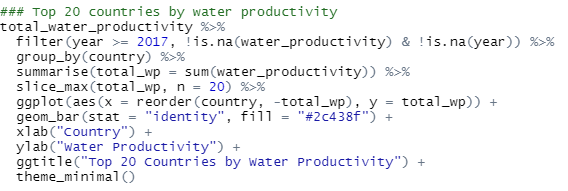 ### Top 20 countries by water productivity
total_water_productivity %>%
  filter(year >= 2017, !is.na(water_productivity) & !is.na(year)) %>%
  group_by(country) %>%
  summarise(total_wp = sum(water_productivity)) %>%
  slice_max(total_wp, n = 20) %>%
  ggplot(aes(x = reorder(country, -total_wp), y = total_wp)) +
  geom_bar(stat = "identity", fill = "#2c438f") +
  xlab("Country") +
  ylab("Water Productivity") +
  ggtitle("Top 20 Countries by Water Productivity") +
  theme_minimal()